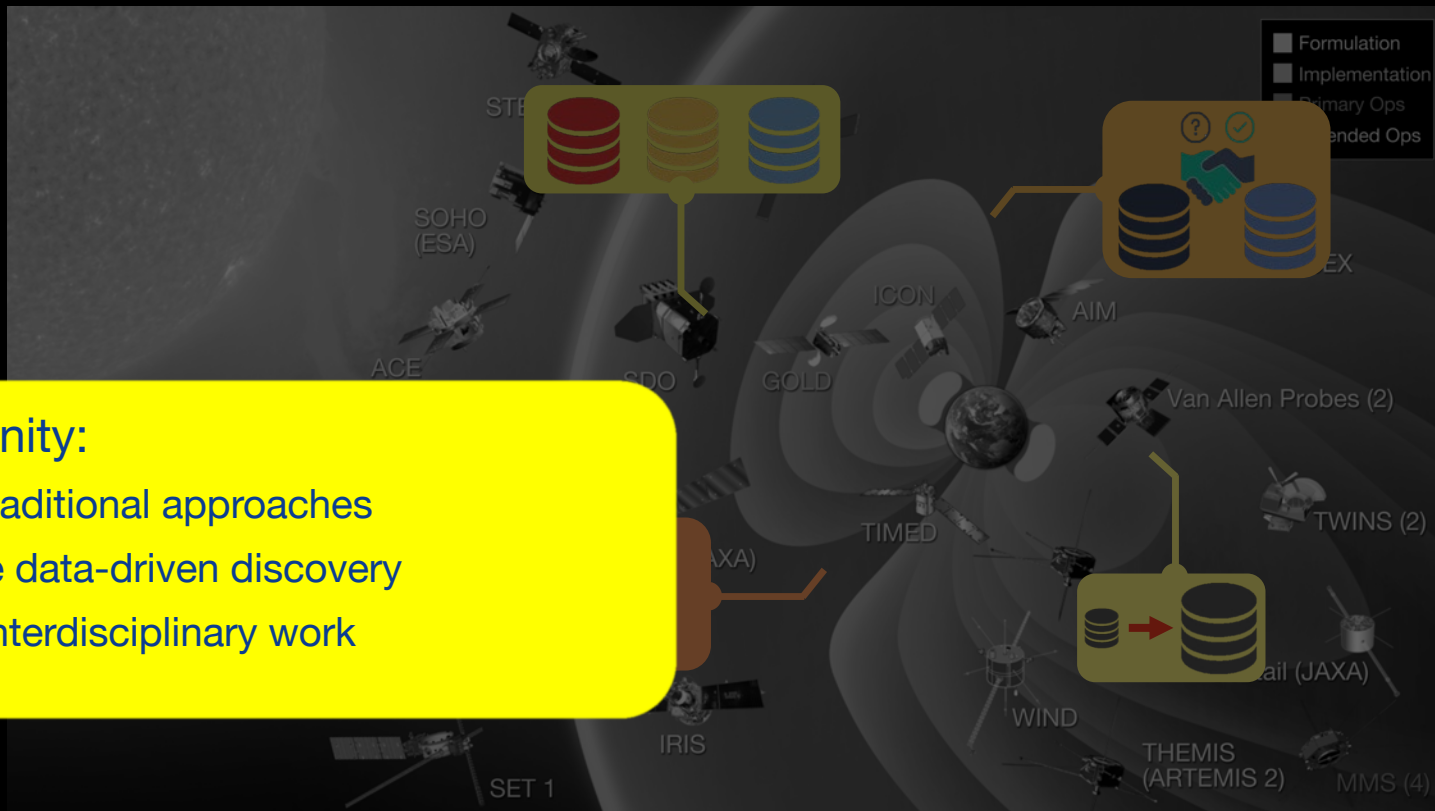 Formulation
Implementation
Primary Ops
ended Ops
STE
SOHO
(ESA)
EX
ICON
AIM
ACE
SDO
GOLD
Van Allen Probes (2)
nity:
aditional approaches
e data-driven discovery
nterdisciplinary work
AXA)
TIMED
TWINS (2)
ail (JAXA)
WIND
IRIS
THEMIS
(ARTEMIS 2)
MMS (4)
SET 1